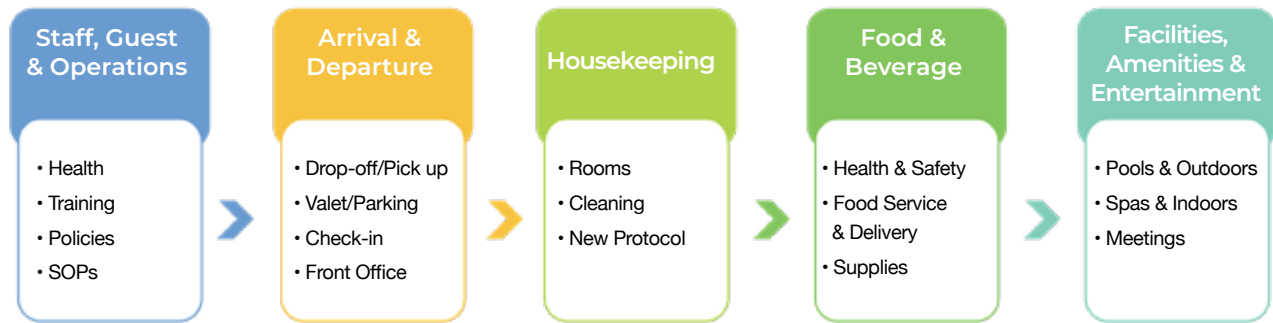 Staff, Guest
& Operations
• Health
• Training
• Policies
• SOPs
Arrival &
Departure
• Drop-off/Pick up
• Valet/Parking
• Check-in
• Front Office
Housekeeping
• Rooms
• Cleaning
• New Protocol
Food &
Beverage
• Health & Safety
• Food Service
& Delivery
• Supplies
Facilities,
Amenities &
Entertainment
• Pools & Outdoors
• Spas & Indoors
• Meetings